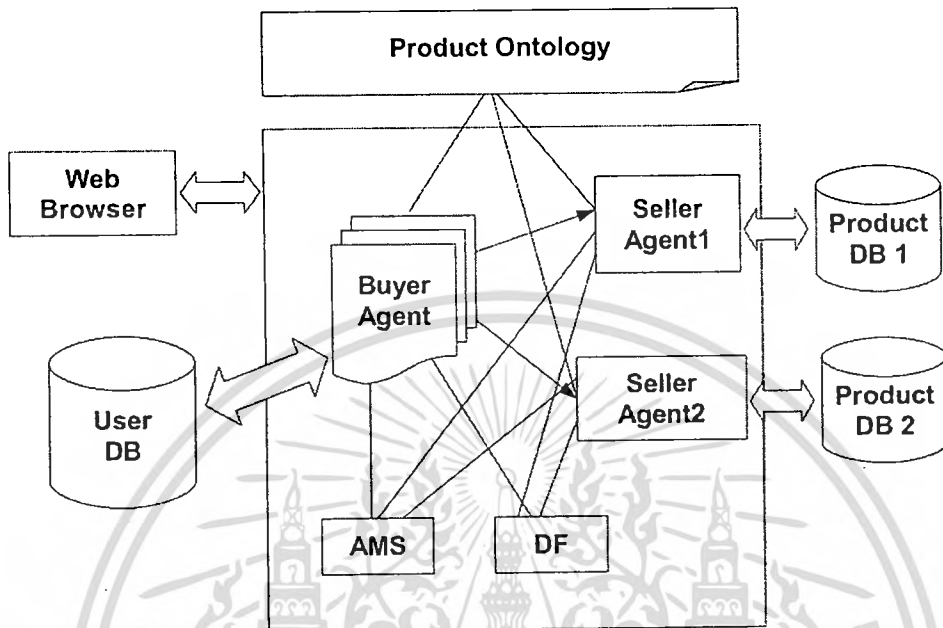 Product Ontology
Web
Browser
Seller
Agent1
Product
DB 1
Buyer
Agent
User
DB
Seller
Agent2
Product
DB 2
AMS
DF